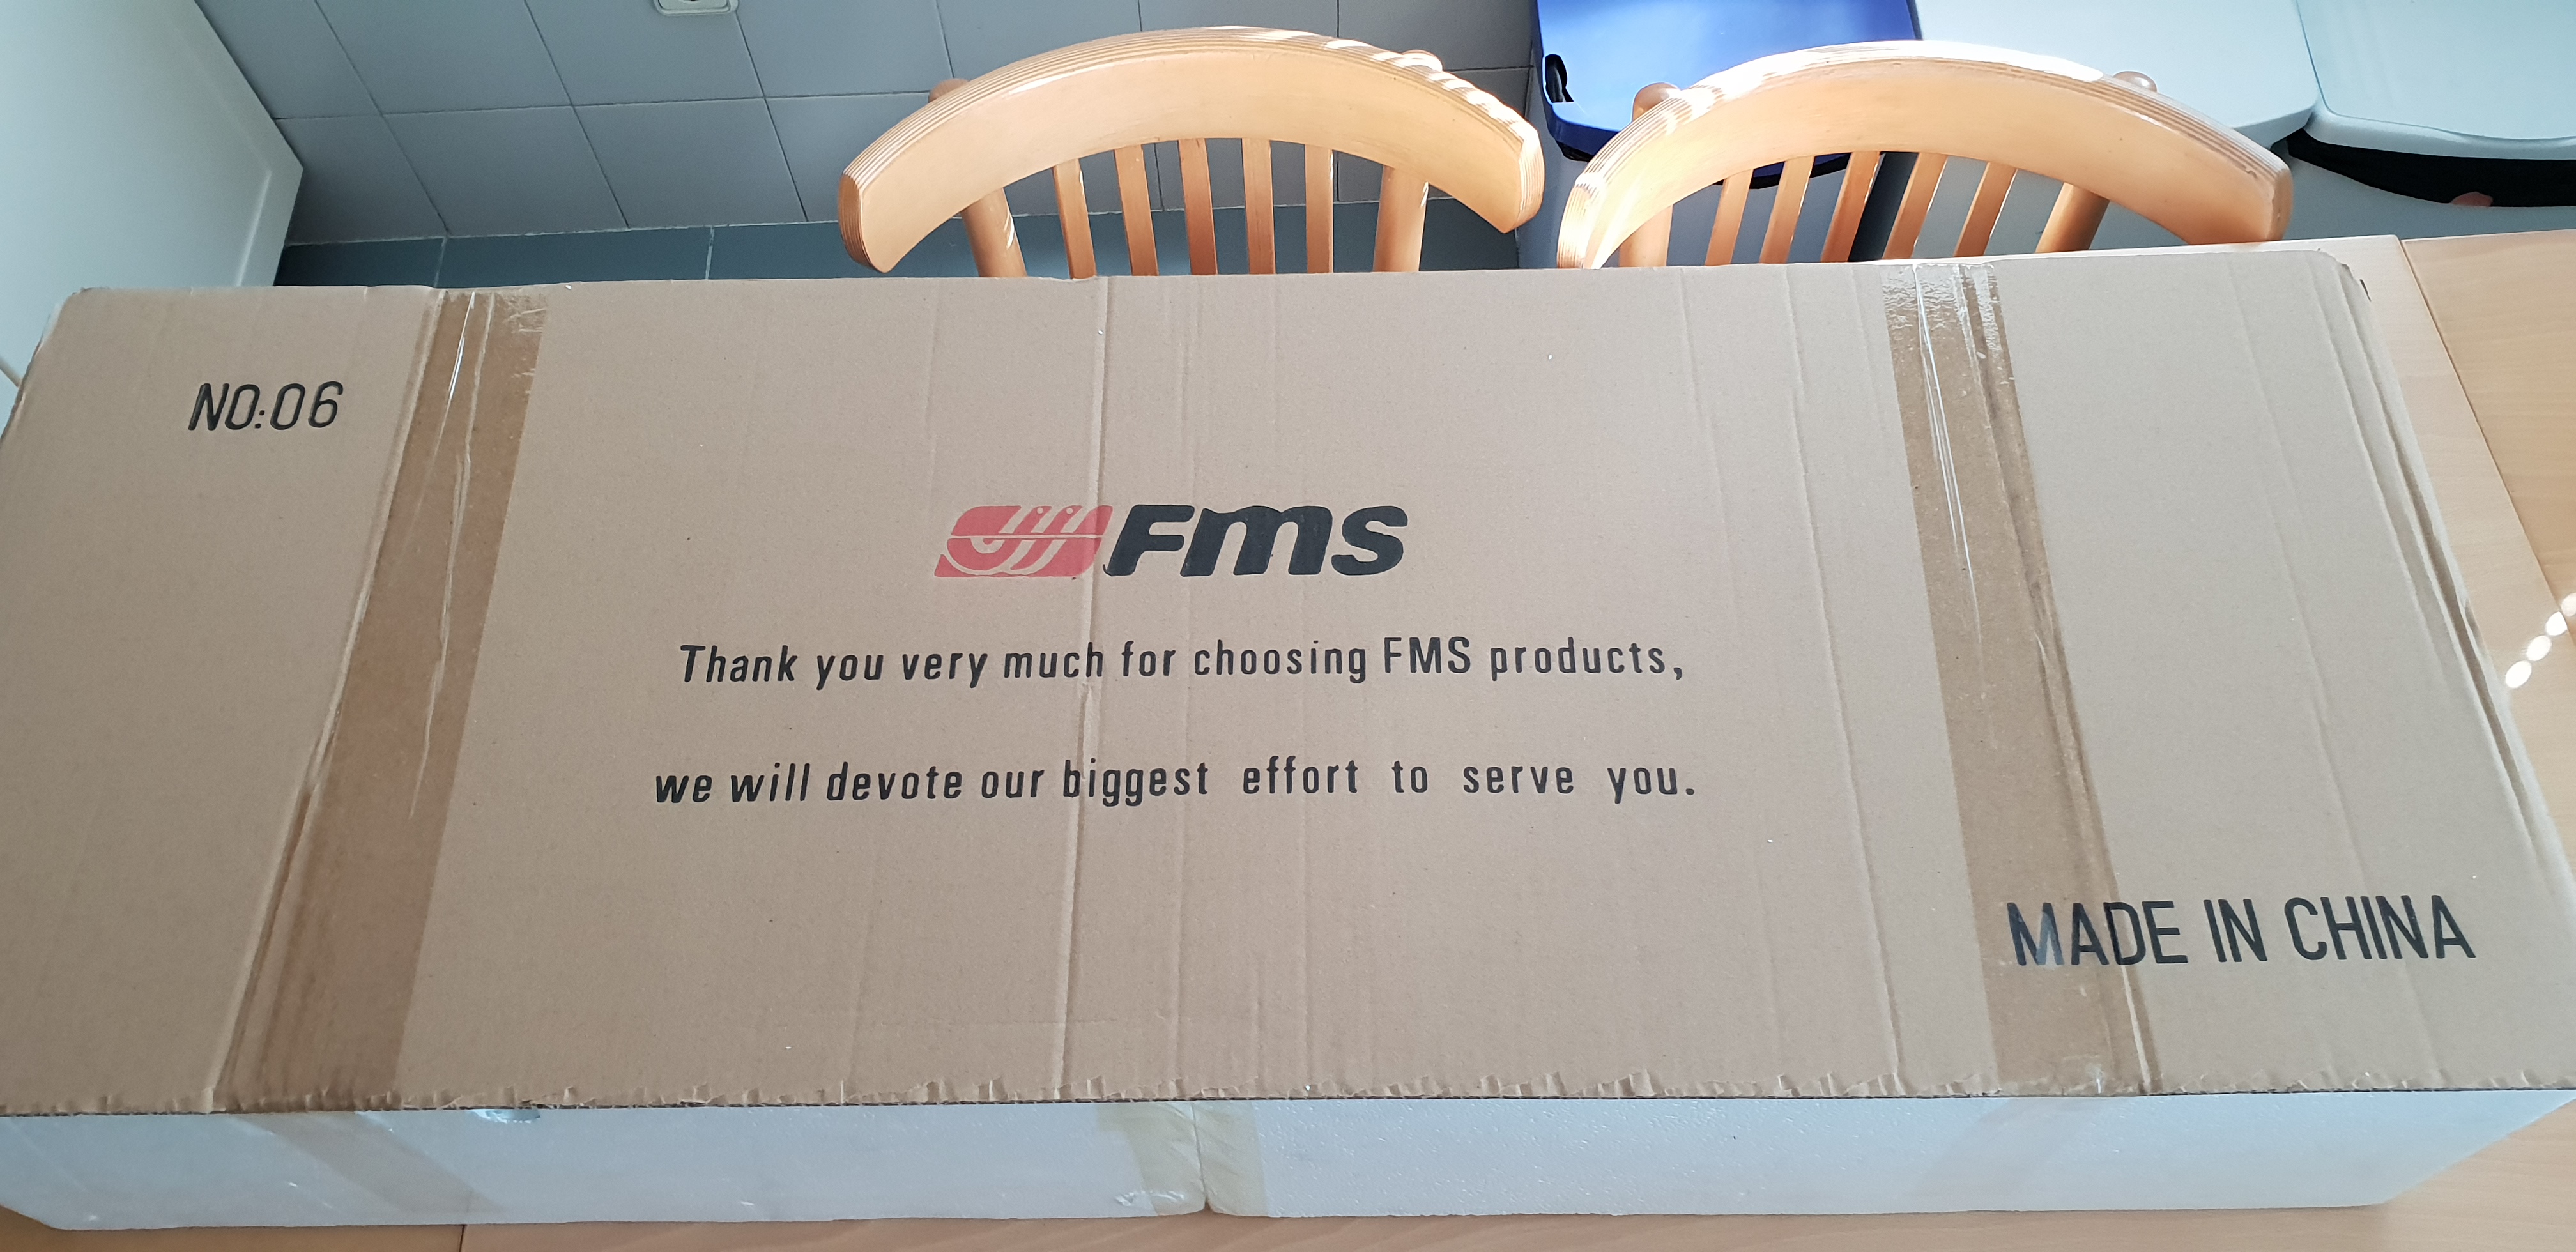 NO:06
Fms
Thank you very much for choosing FMS products,
we will devote our biggest effort to serve you.
MADE IN CHINA